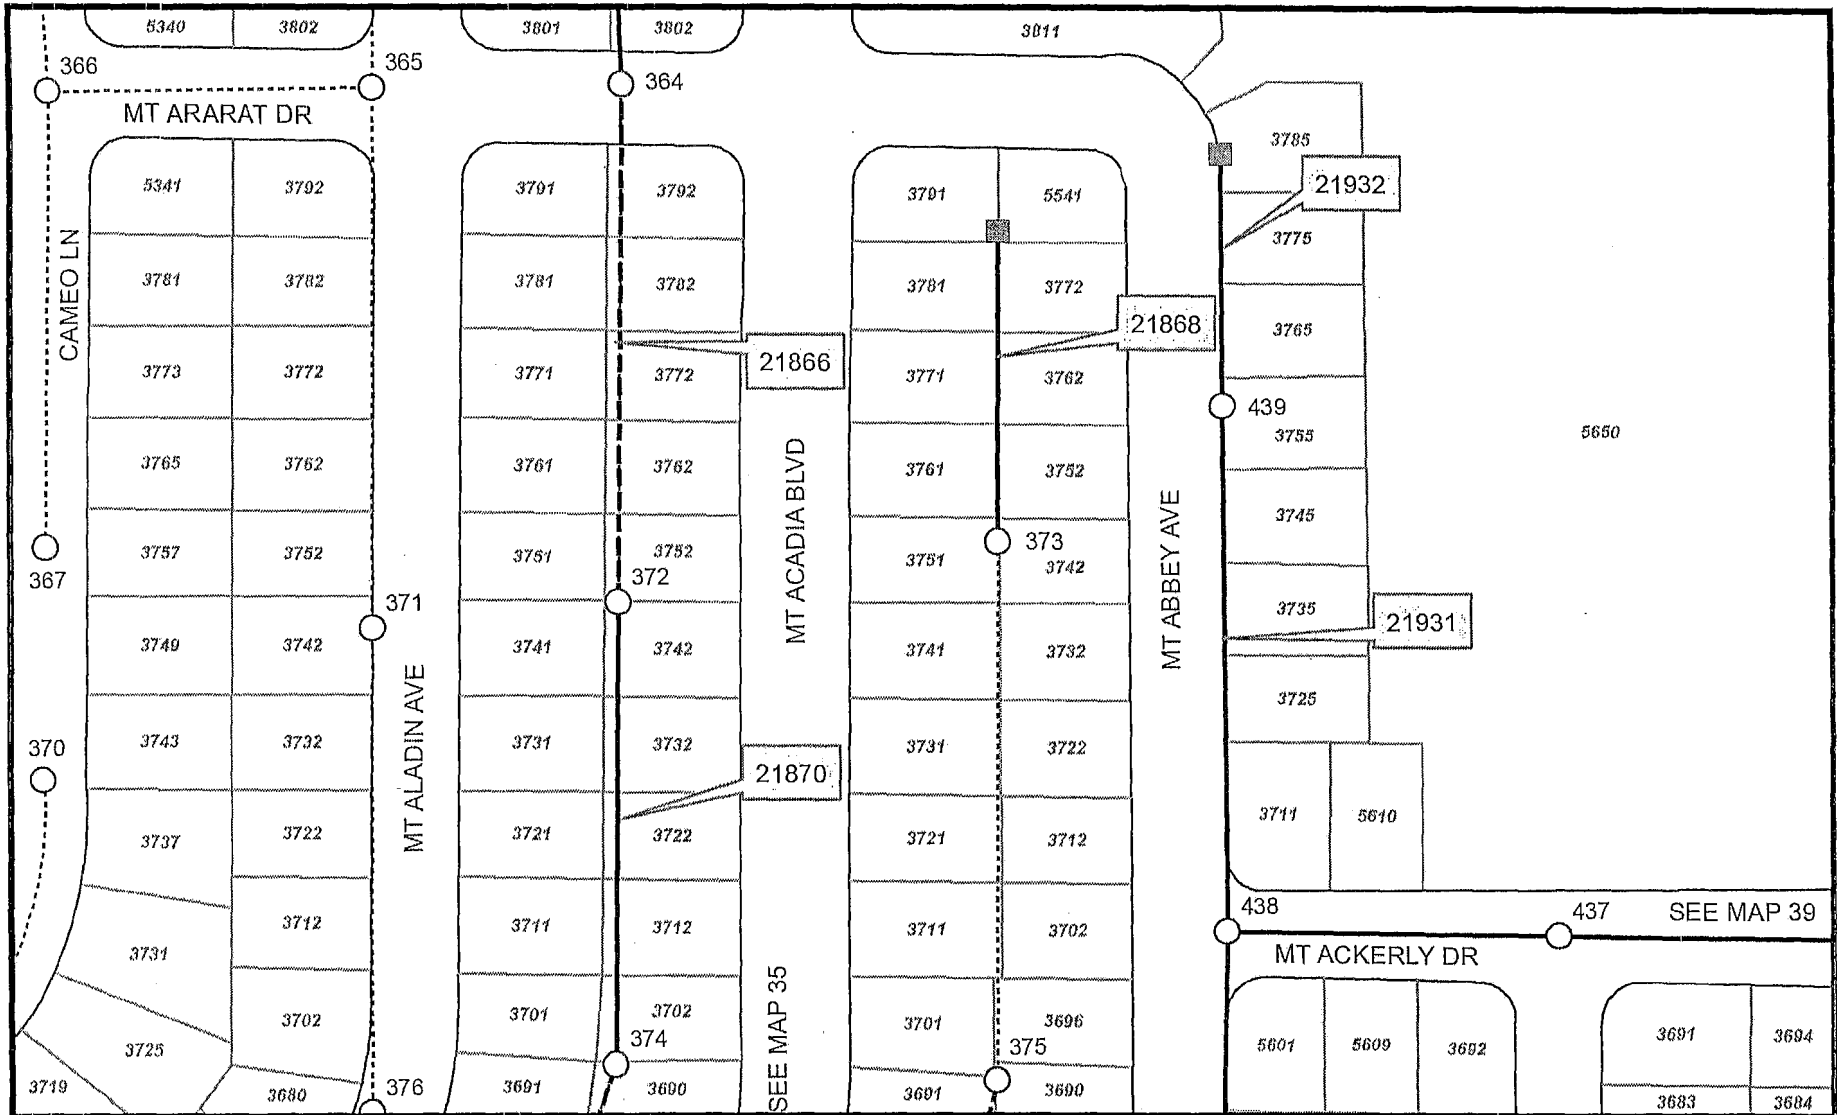 5340 3802 3801 3802 3811
366 365 364
MT ARARAT DR
3785
21932
5341 3792 3791 3792 3791 5541
3775
CAMEO LN
3781 3782 3781 3782 3781 3772
21868
3765
21866
3773 3772 3771 3772 3771 3762
439
3755
5650
3765 3762 3761 3762 3761 3752
MT ACADIA BLVD
MT ABBEY AVE
3745
373
3757 3752 3751 3752 3751 3742
367
372
371
3735
21931
3749 3742 3741 3742 3741 3732
3725
MT ALADIN AVE
370
3743 3732 3731 3732 3731 3722
21870
3711 5610
3737 3722 3721 3722 3721 3712
438 437 SEE MAP 39
3712 3711 3712 3711 3702
3731
MT ACKERLY DR
SEE MAP 35
3702 3701 3702 3701 3696
374 375
3725
5601 5609 3692 3691 3694
3719 3680 376 3691 3690 3691 3690
3683 3684